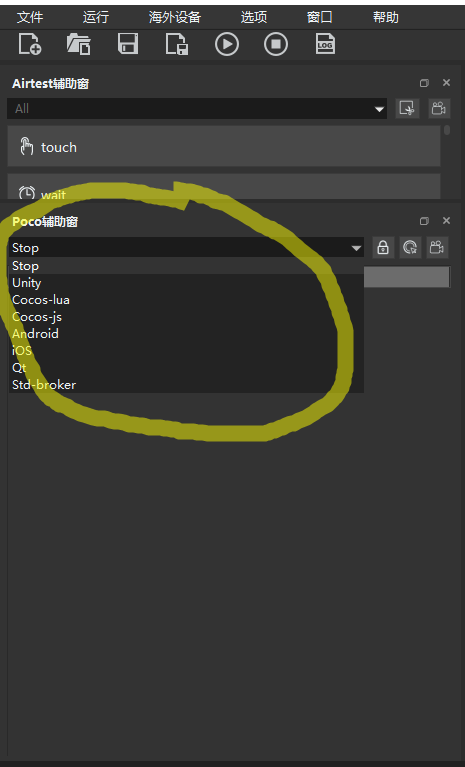 文件 运行 海外设备 选项 窗口 帮助
LOG
Airtest辅助窗
All
touch
wait
Poco辅助窗
Stop
Stop
Unity
Cocos-lua
Cocos-js
Android
iOS
Qt
Std-broker